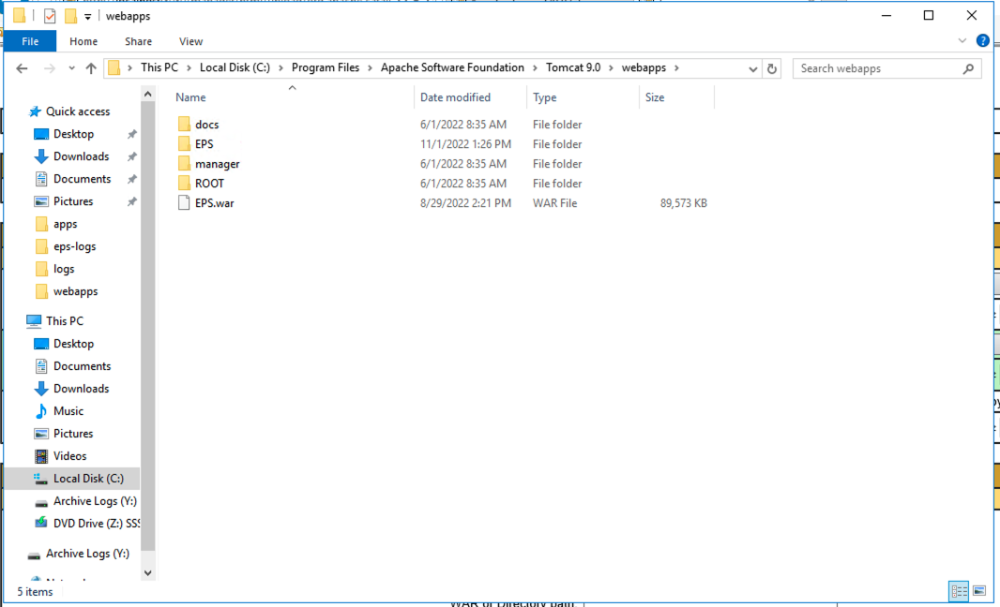 webapps
File Home Share View
This PC Local Disk (C:) Program Files Apache Software Foundation Tomcat 9.0 webapps
Search webapps
Name Date modified Type Size
docs 6/1/2022 8:35 AM File folder
EPS 11/1/2022 1:26 PM File folder
manager 6/1/2022 8:35 AM File folder
ROOT 6/1/2022 8:35 AM File folder
EPS.war 8/29/2022 2:21 PM WAR File 89,573 KB
Quick access
Desktop
Downloads
Documents
Pictures
apps
eps-logs
logs
webapps
This PC
Desktop
Documents
Downloads
Music
Pictures
Videos
Local Disk (C:)
Archive Logs (Y:)
DVD Drive (Z:) SSS
Archive Logs (Y:)
5 items
WAR or Directory path